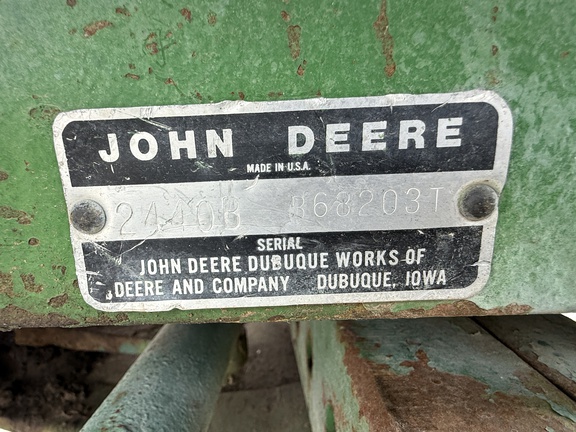 JOHN DEERE
MADE IN U.S.A.
2440B 868203T
SERIAL
JOHN DEERE DUBUQUE WORKS OF
DEERE AND COMPANY DUBUQUE, IOWA